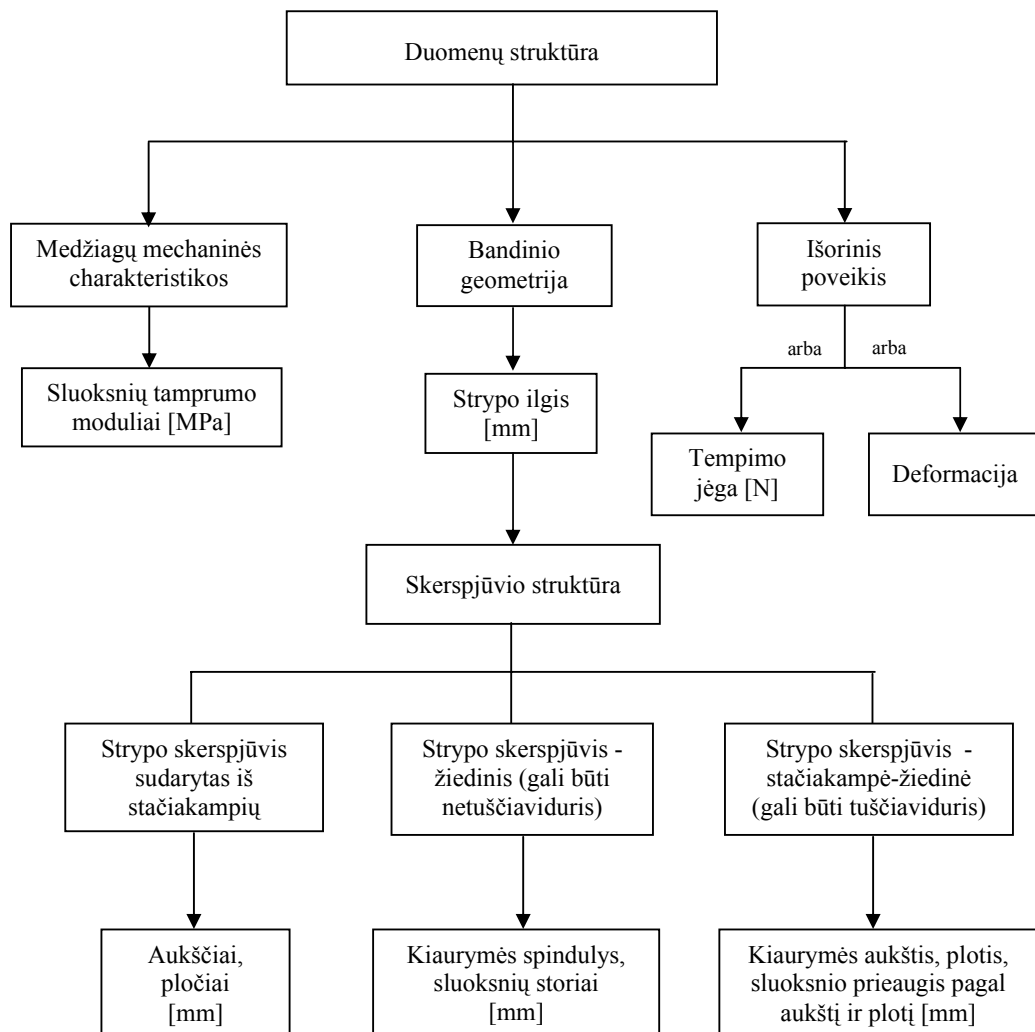 Duomenų struktūra
Medžiagų mechaninės
charakteristikos
Bandinio
geometrija
Išorinis
poveikis
arba
arba
Sluoksnių tamprumo
moduliai [MPa]
Strypo ilgis
[mm]
Tempimo
jėga [N]
Deformacija
Skerspjūvio struktūra
Strypo skerspjūvis
sudarytas iš
stačiakampių
Strypo skerspjūvis -
žiedinis (gali būti
netuščiaviduris)
Strypo skerspjūvis -
stačiakampė-žiedinė
(gali būti tuščiaviduris)
Aukščiai,
pločiai
[mm]
Kiaurymės spindulys,
sluoksnių storiai
[mm]
Kiaurymės aukštis, plotis,
sluoksnio prieaugis pagal
aukštį ir plotį [mm]